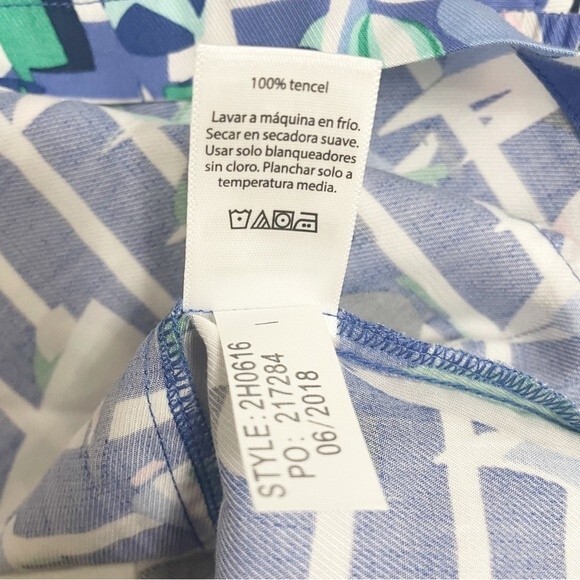 100% tencel
Lavar a máquina en frío.
Secar en secadora suave.
Usar solo blanqueadores
sin cloro. Planchar solo a
temperatura media.
STYLE: 2H0616
PO: 217284
06/2018